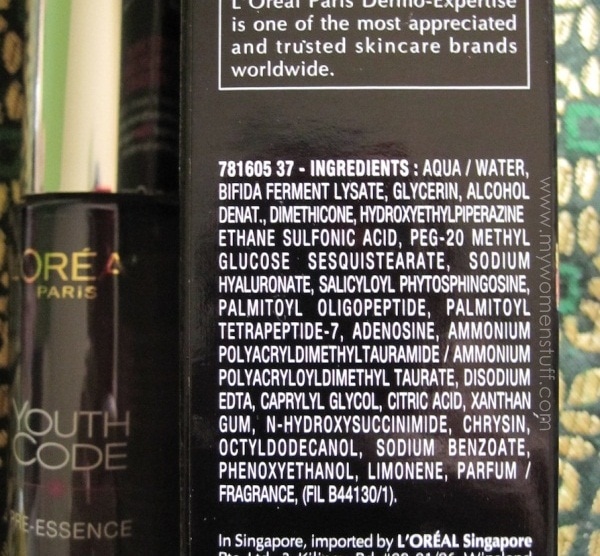 L'Oréal Paris Dermo-Expertise
is one of the most appreciated
and trusted skincare brands
worldwide.
781605 37 - INGREDIENTS : AQUA / WATER,
BIFIDA FERMENT LYSATE, GLYCERIN, ALCOHOL
DENAT., DIMETHICONE, HYDROXYETHYLPIPERAZINE
ETHANE SULFONIC ACID, PEG-20 METHYL
GLUCOSE SESQUISTEARATE, SODIUM
HYALURONATE, SALICYLOYL PHYTOSPHINGOSINE,
PALMITOYL OLIGOPEPTIDE, PALMITOYL
TETRAPEPTIDE-7, ADENOSINE, AMMONIUM
POLYACRYLDIMETHYLTAURAMIDE / AMMONIUM
POLYACRYLOYLDIMETHYL TAURATE, DISODIUM
EDTA, CAPRYLYL GLYCOL, CITRIC ACID, XANTHAN
GUM, N-HYDROXYSUCCINIMIDE, CHRYSIN,
OCTYLDODECANOL, SODIUM BENZOATE,
PHENOXYETHANOL, LIMONENE, PARFUM /
FRAGRANCE, (FIL B44130/1).
In Singapore, imported by L'ORÉAL Singapore
L'ORÉA
PARIS
YOUTH
CODE
PRE-ESSENCE
www.mywomenstuff.com